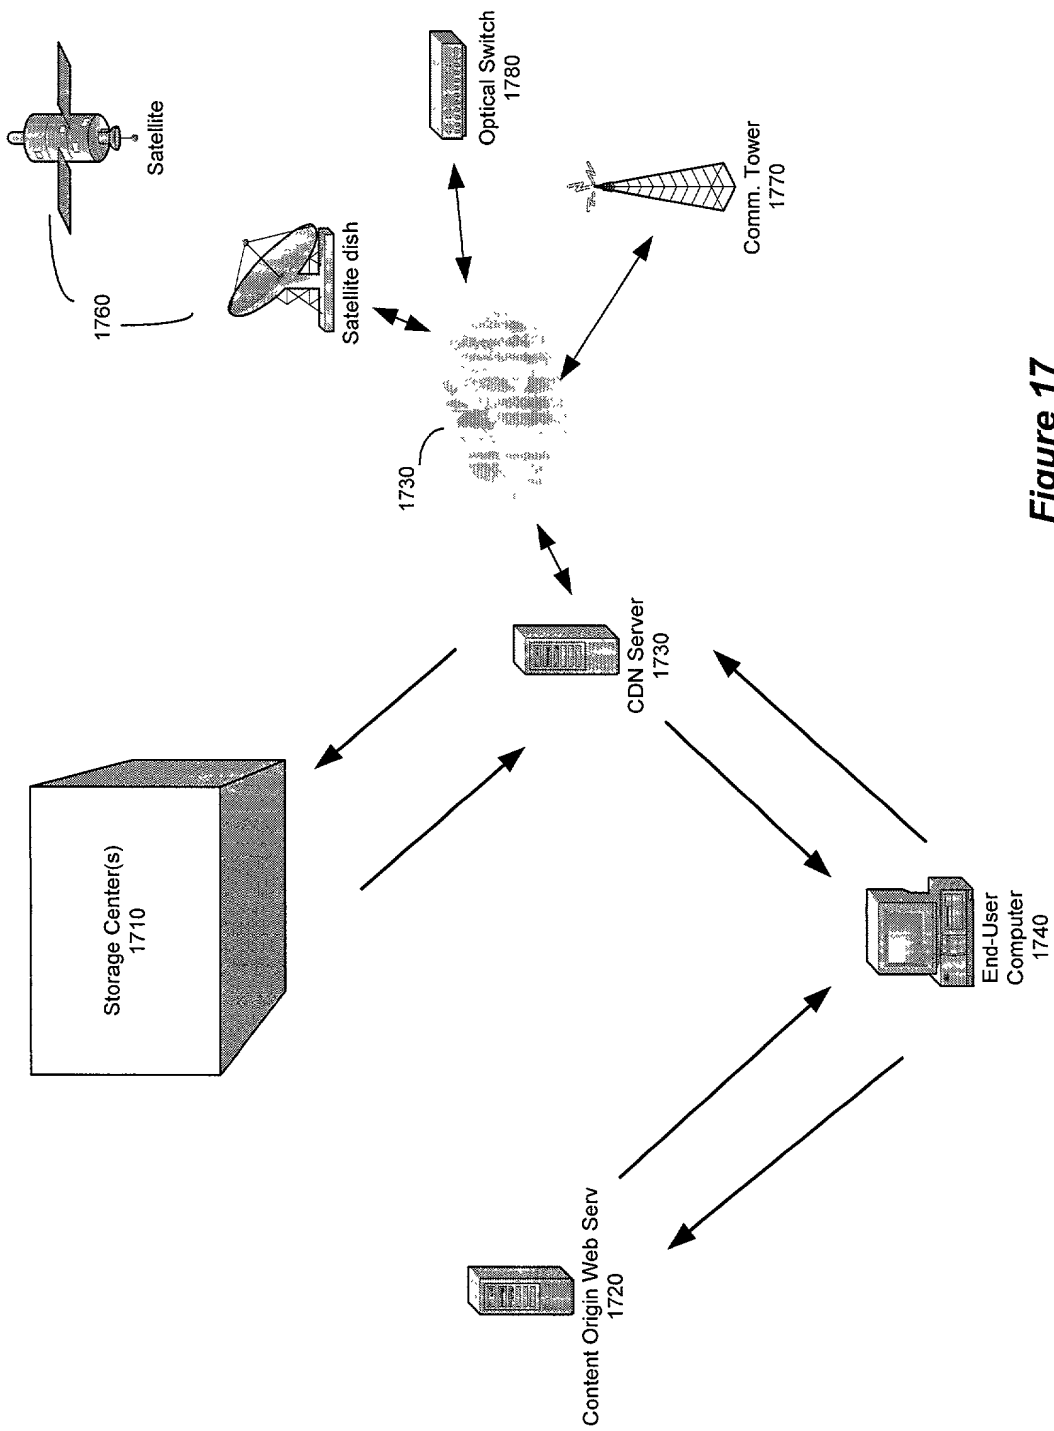 Storage Center(s)
1710
1760
Satellite
Satellite dish
Optical Switch
1780
1730
Comm. Tower
1770
CDN Server
1730
Content Origin Web Serv
1720
End-User
Computer
1740
Figure 17